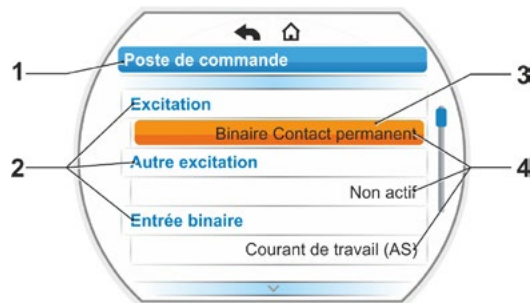 1
Poste de commande
3
2
Excitation
Binaire Contact permanent
Autre excitation
4
Non actif
Entrée binaire
Courant de travail (AS)